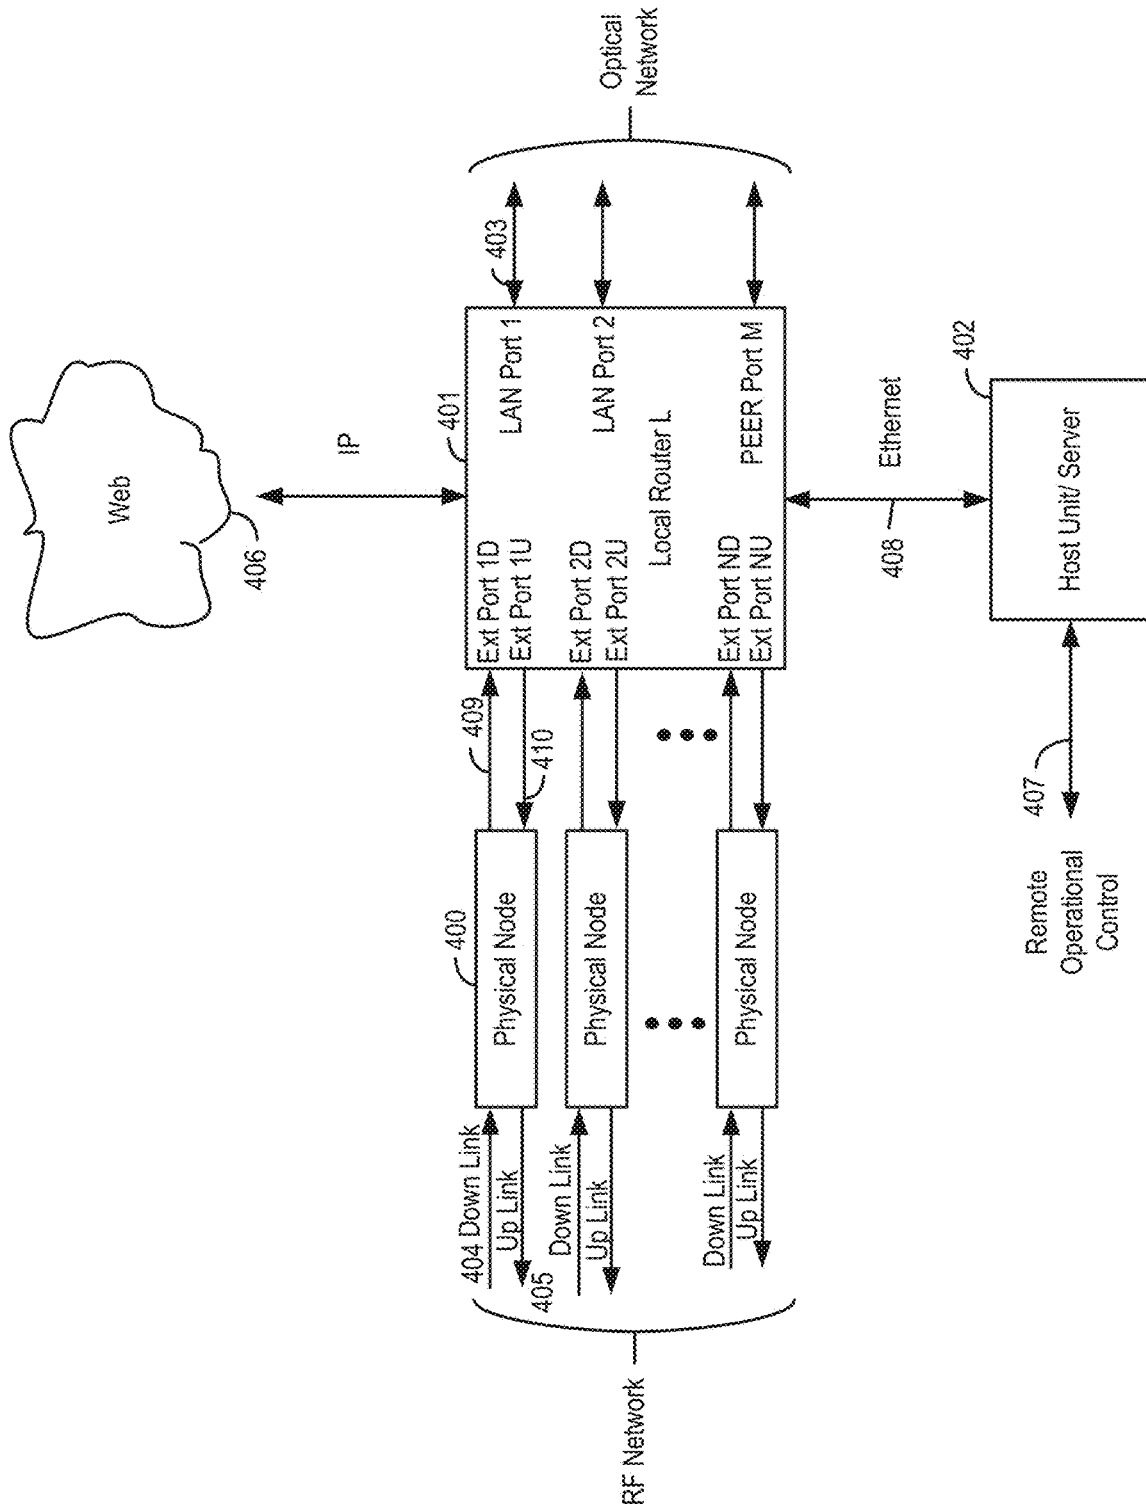 Web
406
IP
Optical
Network
403
401
LAN Port 1
LAN Port 2
PEER Port M
Local Router L
Ext Port 1D
Ext Port 1U
Ext Port 2D
Ext Port 2U
Ext Port ND
Ext Port NU
409
410
400
Physical Node
Physical Node
Physical Node
404 Down Link
Up Link
405
Down Link
Up Link
Down Link
Up Link
RF Network
Ethernet
408
402
Host Unit/ Server
407
Remote
Operational
Control